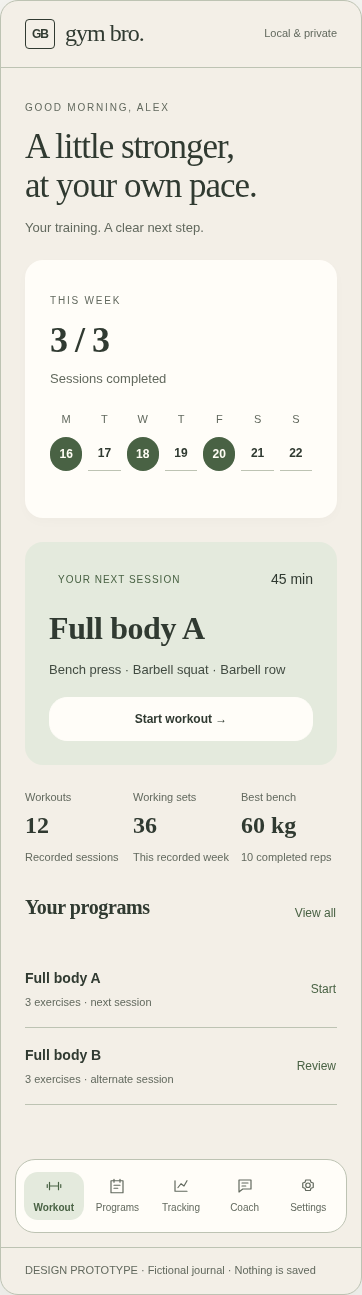 GB gym bro. Local & private
GOOD MORNING, ALEX
A little stronger,
at your own pace.
Your training. A clear next step.
THIS WEEK
3 / 3
Sessions completed
M T W T F S S
16 17 18 19 20 21 22
YOUR NEXT SESSION 45 min
Full body A
Bench press · Barbell squat · Barbell row
Start workout →
Workouts Working sets Best bench
12 36 60 kg
Recorded sessions This recorded week 10 completed reps
Your programs View all
Full body A
3 exercises · next session Start
Full body B
3 exercises · alternate session Review
Workout Programs Tracking Coach Settings
DESIGN PROTOTYPE · Fictional journal · Nothing is saved